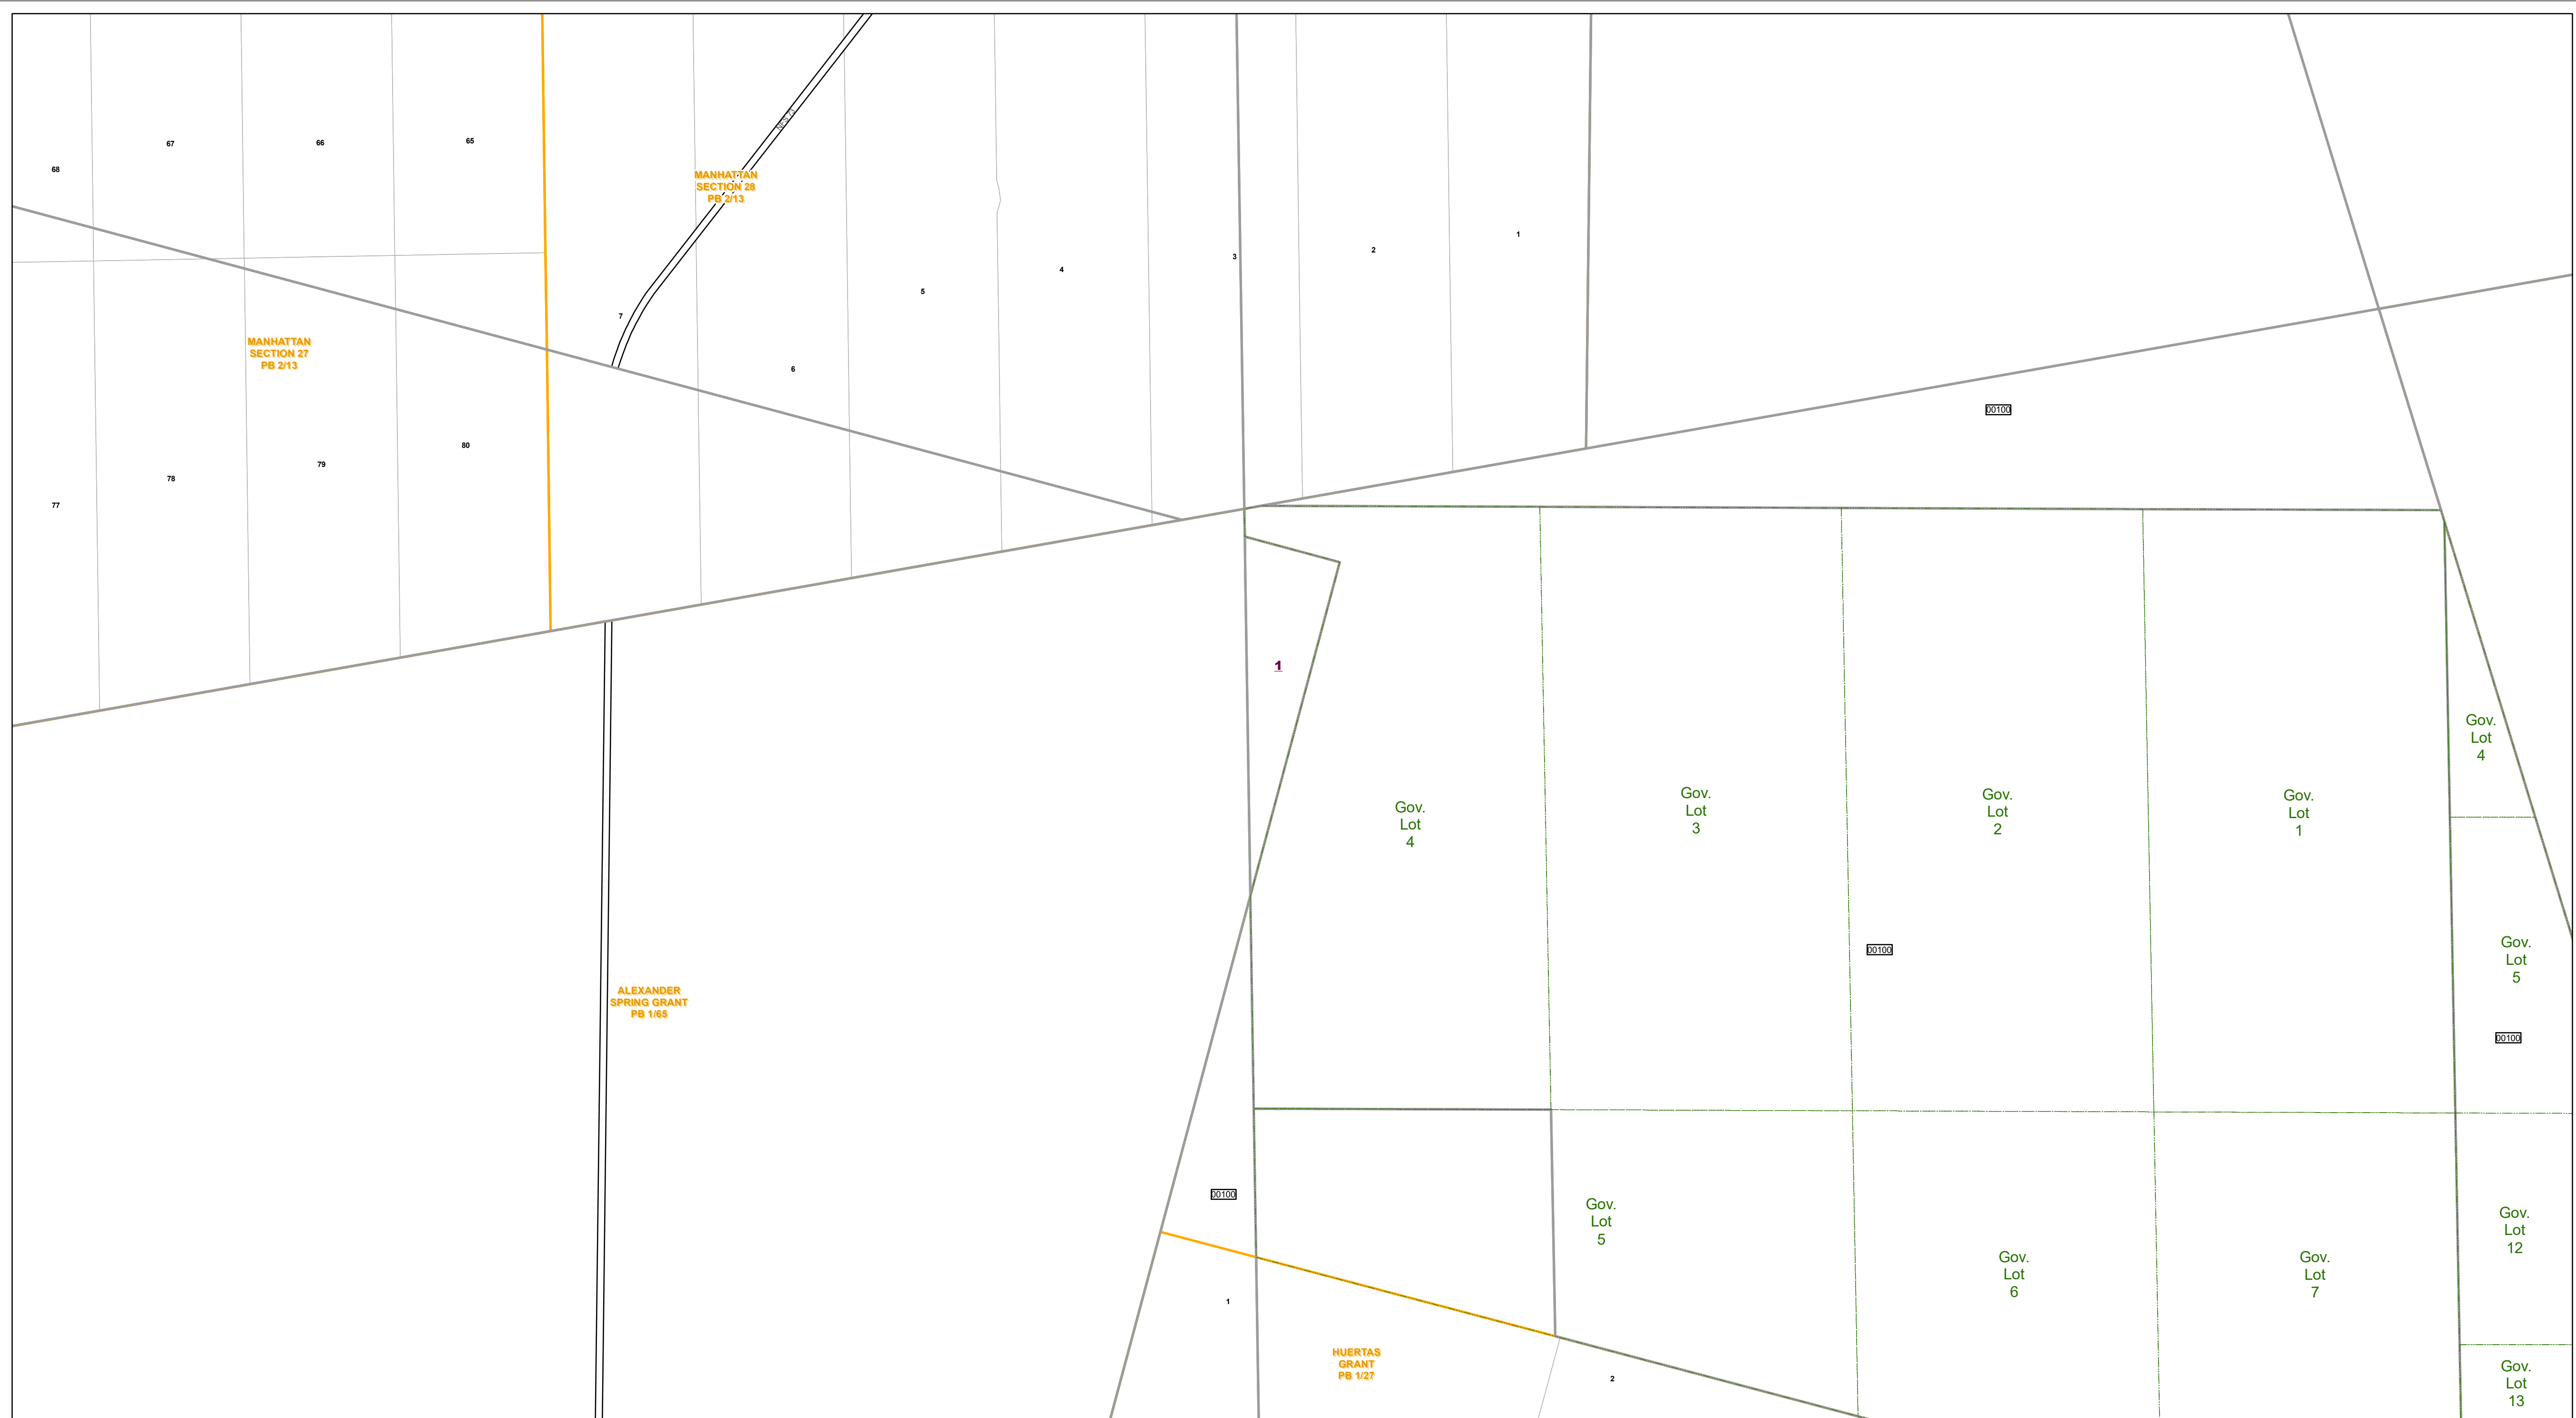 68
67
66
65
NFS 73
MANHATTAN
SECTION 28
PB 2/13
1
2
3
4
5
7
6
MANHATTAN
SECTION 27
PB 2/13
00100
80
79
78
77
1
Gov.
Lot
4
Gov.
Lot
3
Gov.
Lot
2
Gov.
Lot
1
Gov.
Lot
4
Gov.
Lot
5
00100
00100
ALEXANDER
SPRING GRANT
PB 1/65
00100
Gov.
Lot
5
Gov.
Lot
6
Gov.
Lot
7
Gov.
Lot
12
1
HUERTAS
GRANT
PB 1/27
2
Gov.
Lot
13